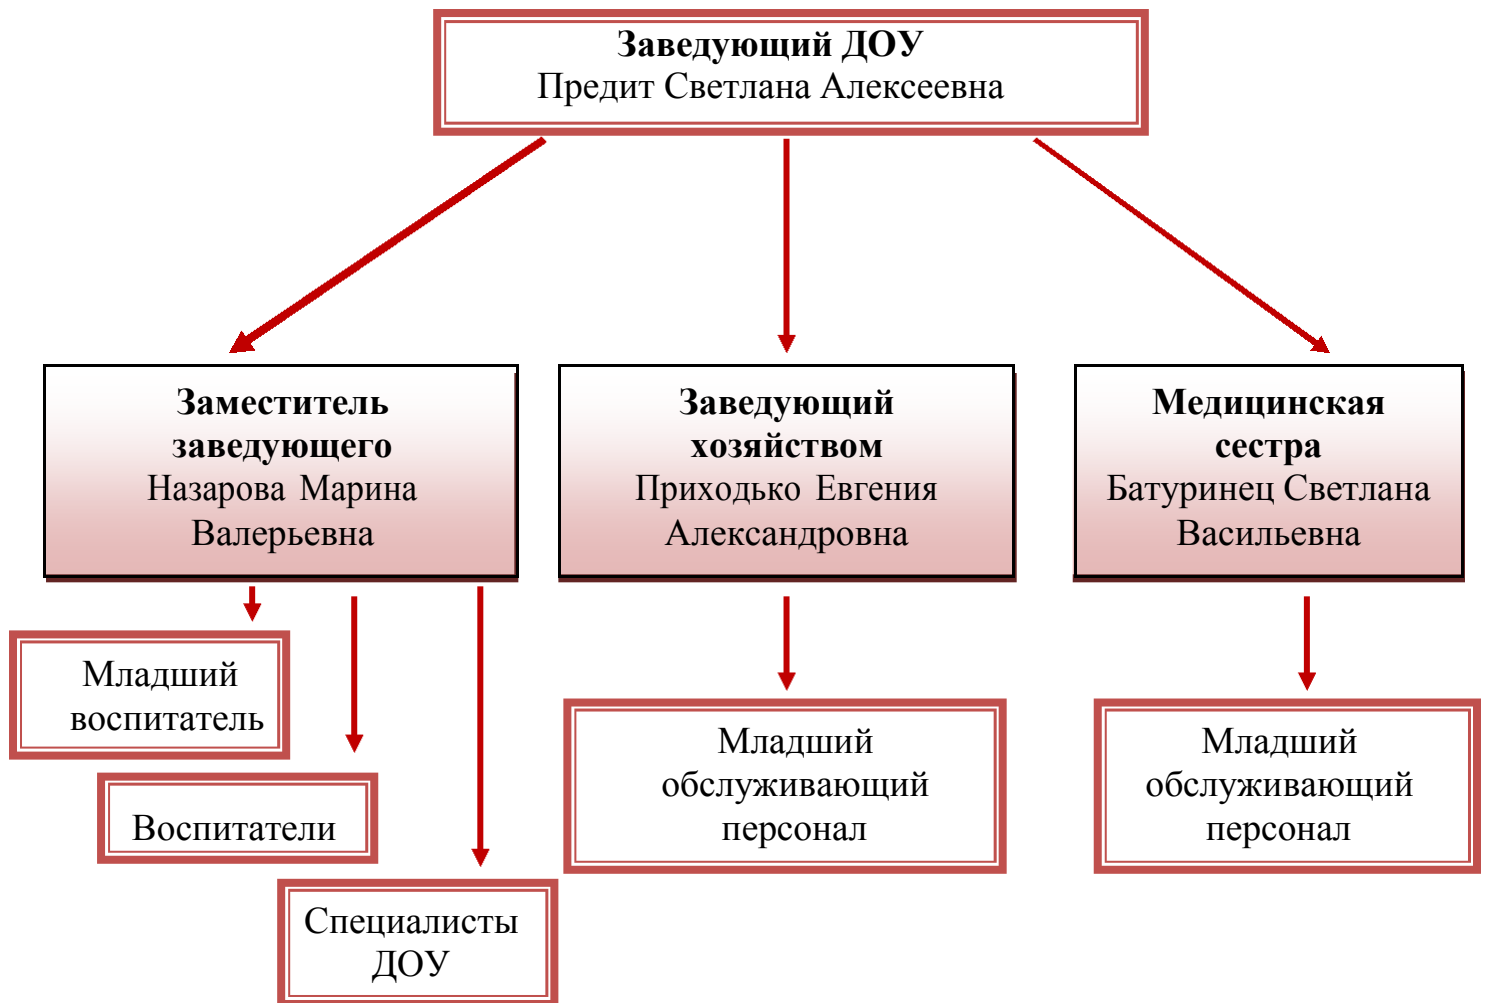 Заведующий ДОУ
Предит Светлана Алексеевна
Заместитель
заведующего
Назарова Марина
Валерьевна
Заведующий
хозяйством
Приходько Евгения
Александровна
Медицинская
сестра
Батуринец Светлана
Васильевна
Младший
воспитатель
Воспитатели
Специалисты
ДОУ
Младший
обслуживающий
персонал
Младший
обслуживающий
персонал